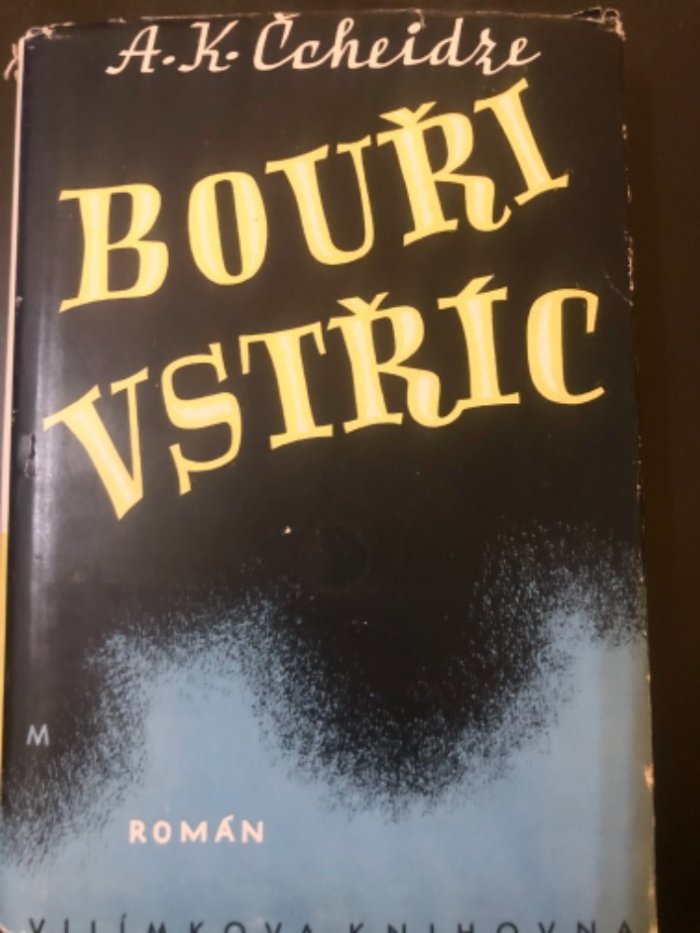 A. K. Čcheidze
BOUŘI
VSTŘÍC
M
ROMÁN
VILÍMKOVA KNIHOVNA